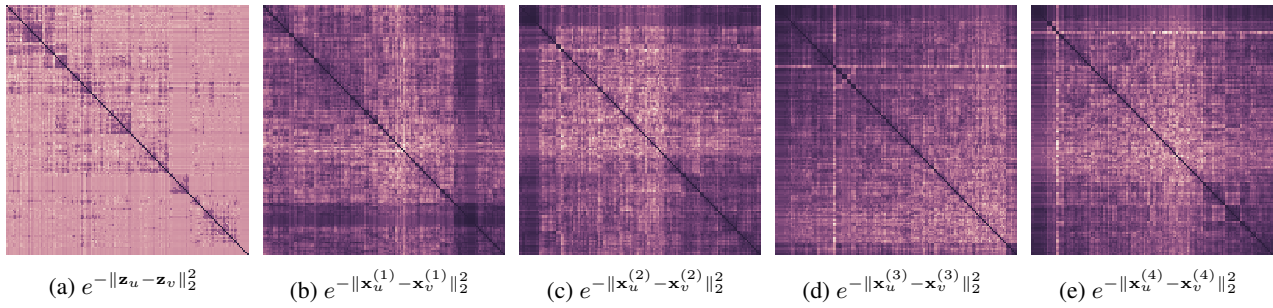 (a) $e^{-\|\mathbf{z}_u-\mathbf{z}_v\|_2^2}$
(b) $e^{-\|\mathbf{x}_u^{(1)}-\mathbf{x}_v^{(1)}\|_2^2}$
(c) $e^{-\|\mathbf{x}_u^{(2)}-\mathbf{x}_v^{(2)}\|_2^2}$
(d) $e^{-\|\mathbf{x}_u^{(3)}-\mathbf{x}_v^{(3)}\|_2^2}$
(e) $e^{-\|\mathbf{x}_u^{(4)}-\mathbf{x}_v^{(4)}\|_2^2}$